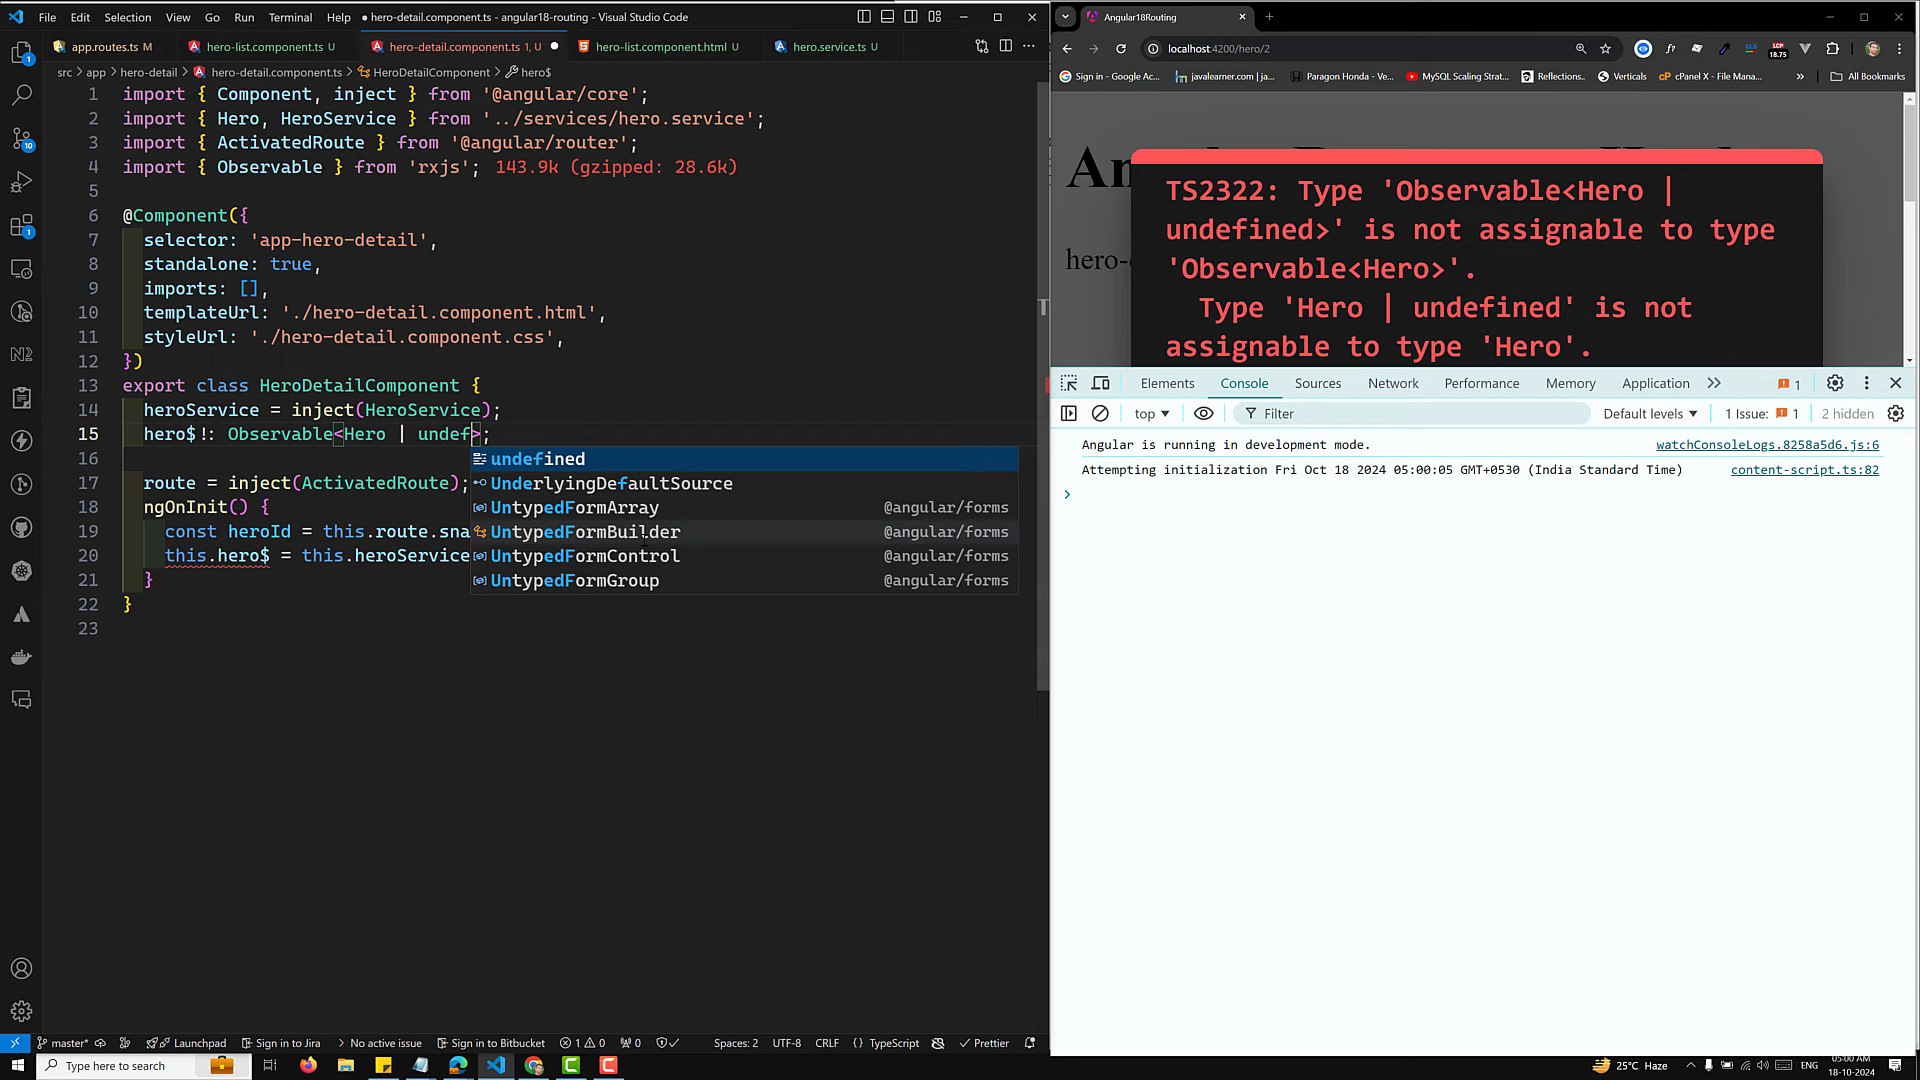 File Edit Selection View Go Run Terminal Help
● hero-detail.component.ts - angular18-routing - Visual Studio Code
app.routes.ts M
hero-list.component.ts U
hero-detail.component.ts 1, U ●
hero-list.component.html U
hero.service.ts U
src > app > hero-detail > hero-detail.component.ts > HeroDetailComponent > hero$
1 import { Component, inject } from '@angular/core';
2 import { Hero, HeroService } from '../services/hero.service';
3 import { ActivatedRoute } from '@angular/router';
4 import { Observable } from 'rxjs'; 143.9k (gzipped: 28.6k)
5
6 @Component({
7 selector: 'app-hero-detail',
8 standalone: true,
9 imports: [],
10 templateUrl: './hero-detail.component.html',
11 styleUrl: './hero-detail.component.css',
12 })
13 export class HeroDetailComponent {
14 heroService = inject(HeroService);
15 hero$!: Observable<Hero | undef>;
16
17 route = inject(ActivatedRoute);
18 ngOnInit() {
19 const heroId = this.route.sna
20 this.hero$ = this.heroService
21 }
22 }
23
undefined
UnderlyingDefaultSource
UntypedFormArray @angular/forms
UntypedFormBuilder @angular/forms
UntypedFormControl @angular/forms
UntypedFormGroup @angular/forms
master* Launchpad Sign in to Jira > No active issue Sign in to Bitbucket 1 0 0 Spaces: 2 UTF-8 CRLF {} TypeScript Prettier
Angular18Routing
localhost:4200/hero/2
Sign in - Google Ac...
javalearner.com | ja...
Paragon Honda - Ve...
MySQL Scaling Strat...
Reflections..
Verticals
cPanel X - File Mana...
All Bookmarks
An
hero-
TS2322: Type 'Observable<Hero |
undefined>' is not assignable to type
'Observable<Hero>'.
Type 'Hero | undefined' is not
assignable to type 'Hero'.
Elements Console Sources Network Performance Memory Application 1
top Filter Default levels 1 Issue: 1 2 hidden
Angular is running in development mode. watchConsoleLogs.8258a5d6.js:6
Attempting initialization Fri Oct 18 2024 05:00:05 GMT+0530 (India Standard Time) content-script.ts:82
Type here to search
25°C Haze
ENG
05:00 AM
18-10-2024